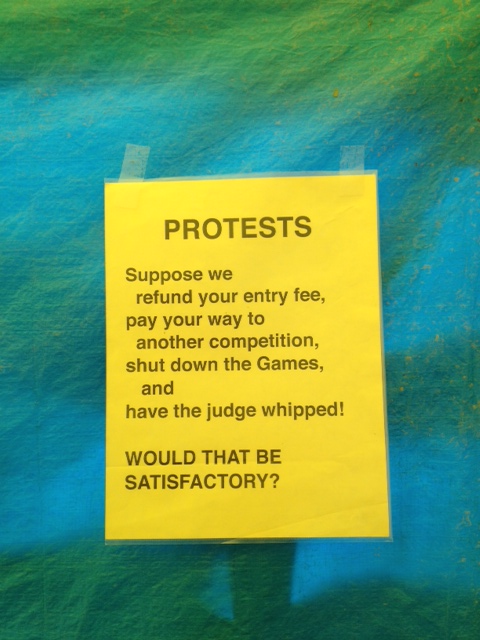 PROTESTS
Suppose we
refund your entry fee,
pay your way to
another competition,
shut down the Games,
and
have the judge whipped!
WOULD THAT BE
SATISFACTORY?